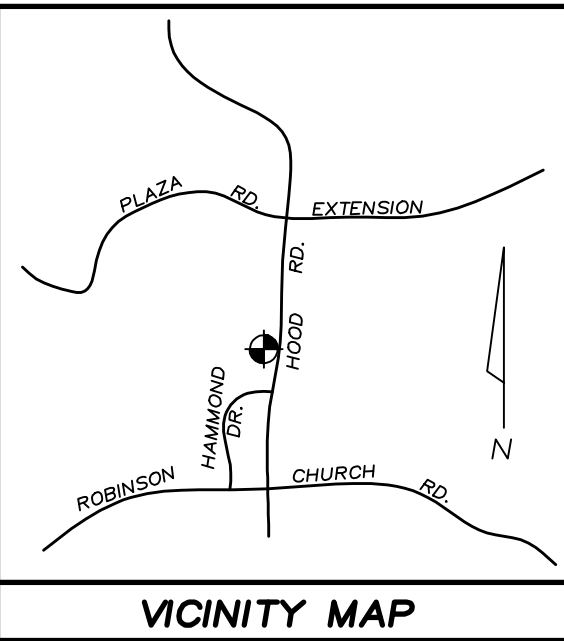 PLAZA RD. EXTENSION
HOOD RD.
HAMMOND DR.
ROBINSON CHURCH RD.
N
VICINITY MAP